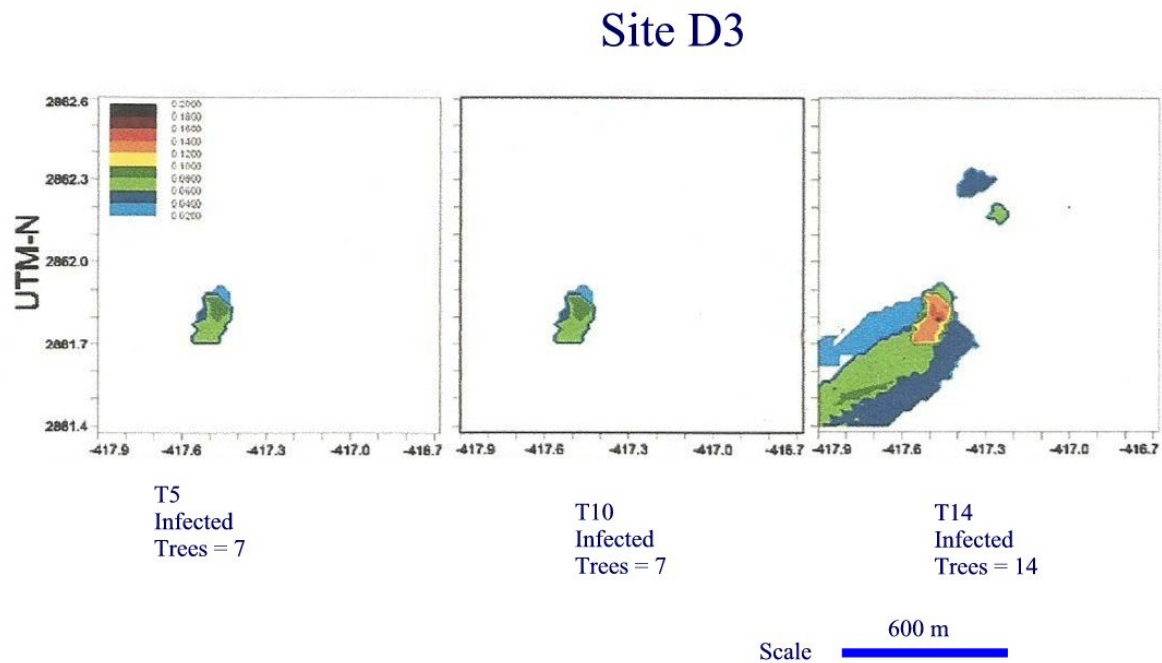 Site D3
2862.6
2862.3
2862.0
2861.7
2861.4
UTM-N
0.2000
0.1800
0.1600
0.1400
0.1200
0.1000
0.0800
0.0600
0.0400
0.0200
-417.9 -417.6 -417.3 -417.0 -416.7
-417.9 -417.6 -417.3 -417.0 -416.7
-417.9 -417.6 -417.3 -417.0 -416.7
T5
Infected
Trees = 7
T10
Infected
Trees = 7
T14
Infected
Trees = 14
Scale
600 m